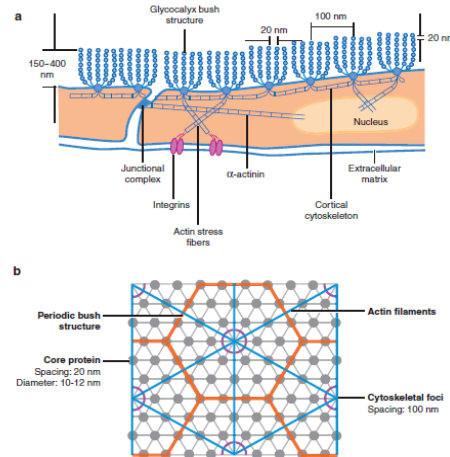 a
Glycocalyx bush
structure
100 nm
20 nm
20 nm
150–400
nm
Nucleus
Junctional
complex
α-actinin
Extracellular
matrix
Integrins
Cortical
cytoskeleton
Actin stress
fibers
b
Periodic bush
structure
Actin filaments
Core protein
Spacing: 20 nm
Diameter: 10-12 nm
Cytoskeletal foci
Spacing: 100 nm